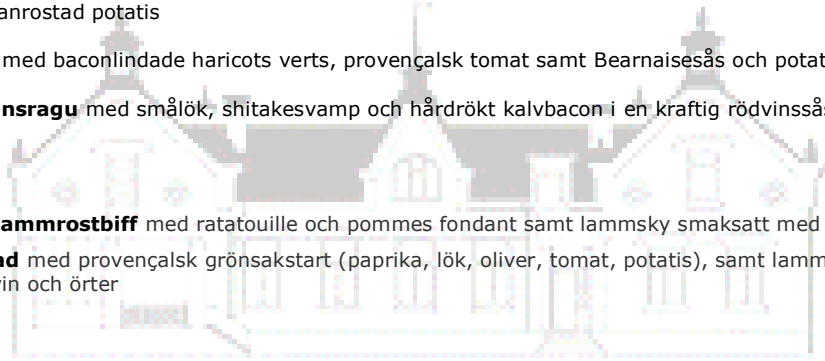 anrostad potatis
med baconlindade haricots verts, provençalsk tomat samt Bearnaisesås och potat
nsragu med smålök, shitakesvamp och hårdrökt kalvbacon i en kraftig rödvinssås
ammrostbiff med ratatouille och pommes fondant samt lammsky smaksatt med
ad med provençalsk grönsakstart (paprika, lök, oliver, tomat, potatis), samt lamm
vin och örter